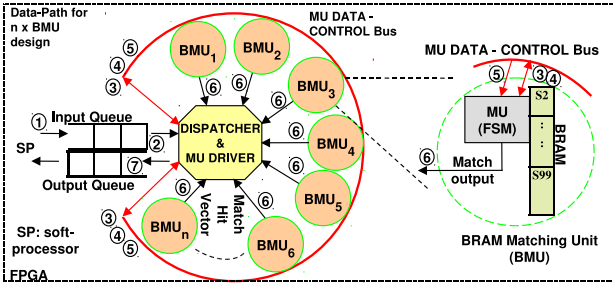 Data-Path for
n x BMU
design
MU DATA -
CONTROL Bus
⑤
④
③
BMU1
BMU2
BMU3
BMU4
BMU5
BMU6
BMUn
⑥
⑥
⑥
⑥
⑥
⑥
⑥
① Input Queue
SP
②
⑦
Output Queue
DISPATCHER
&
MU DRIVER
Match
Hit
Vector
③
④
⑤
SP: soft-
processor
FPGA
MU DATA - CONTROL Bus
⑤
③④
MU
(FSM)
S2
:
:
S99
BRAM
⑥
Match
output
BRAM Matching Unit
(BMU)